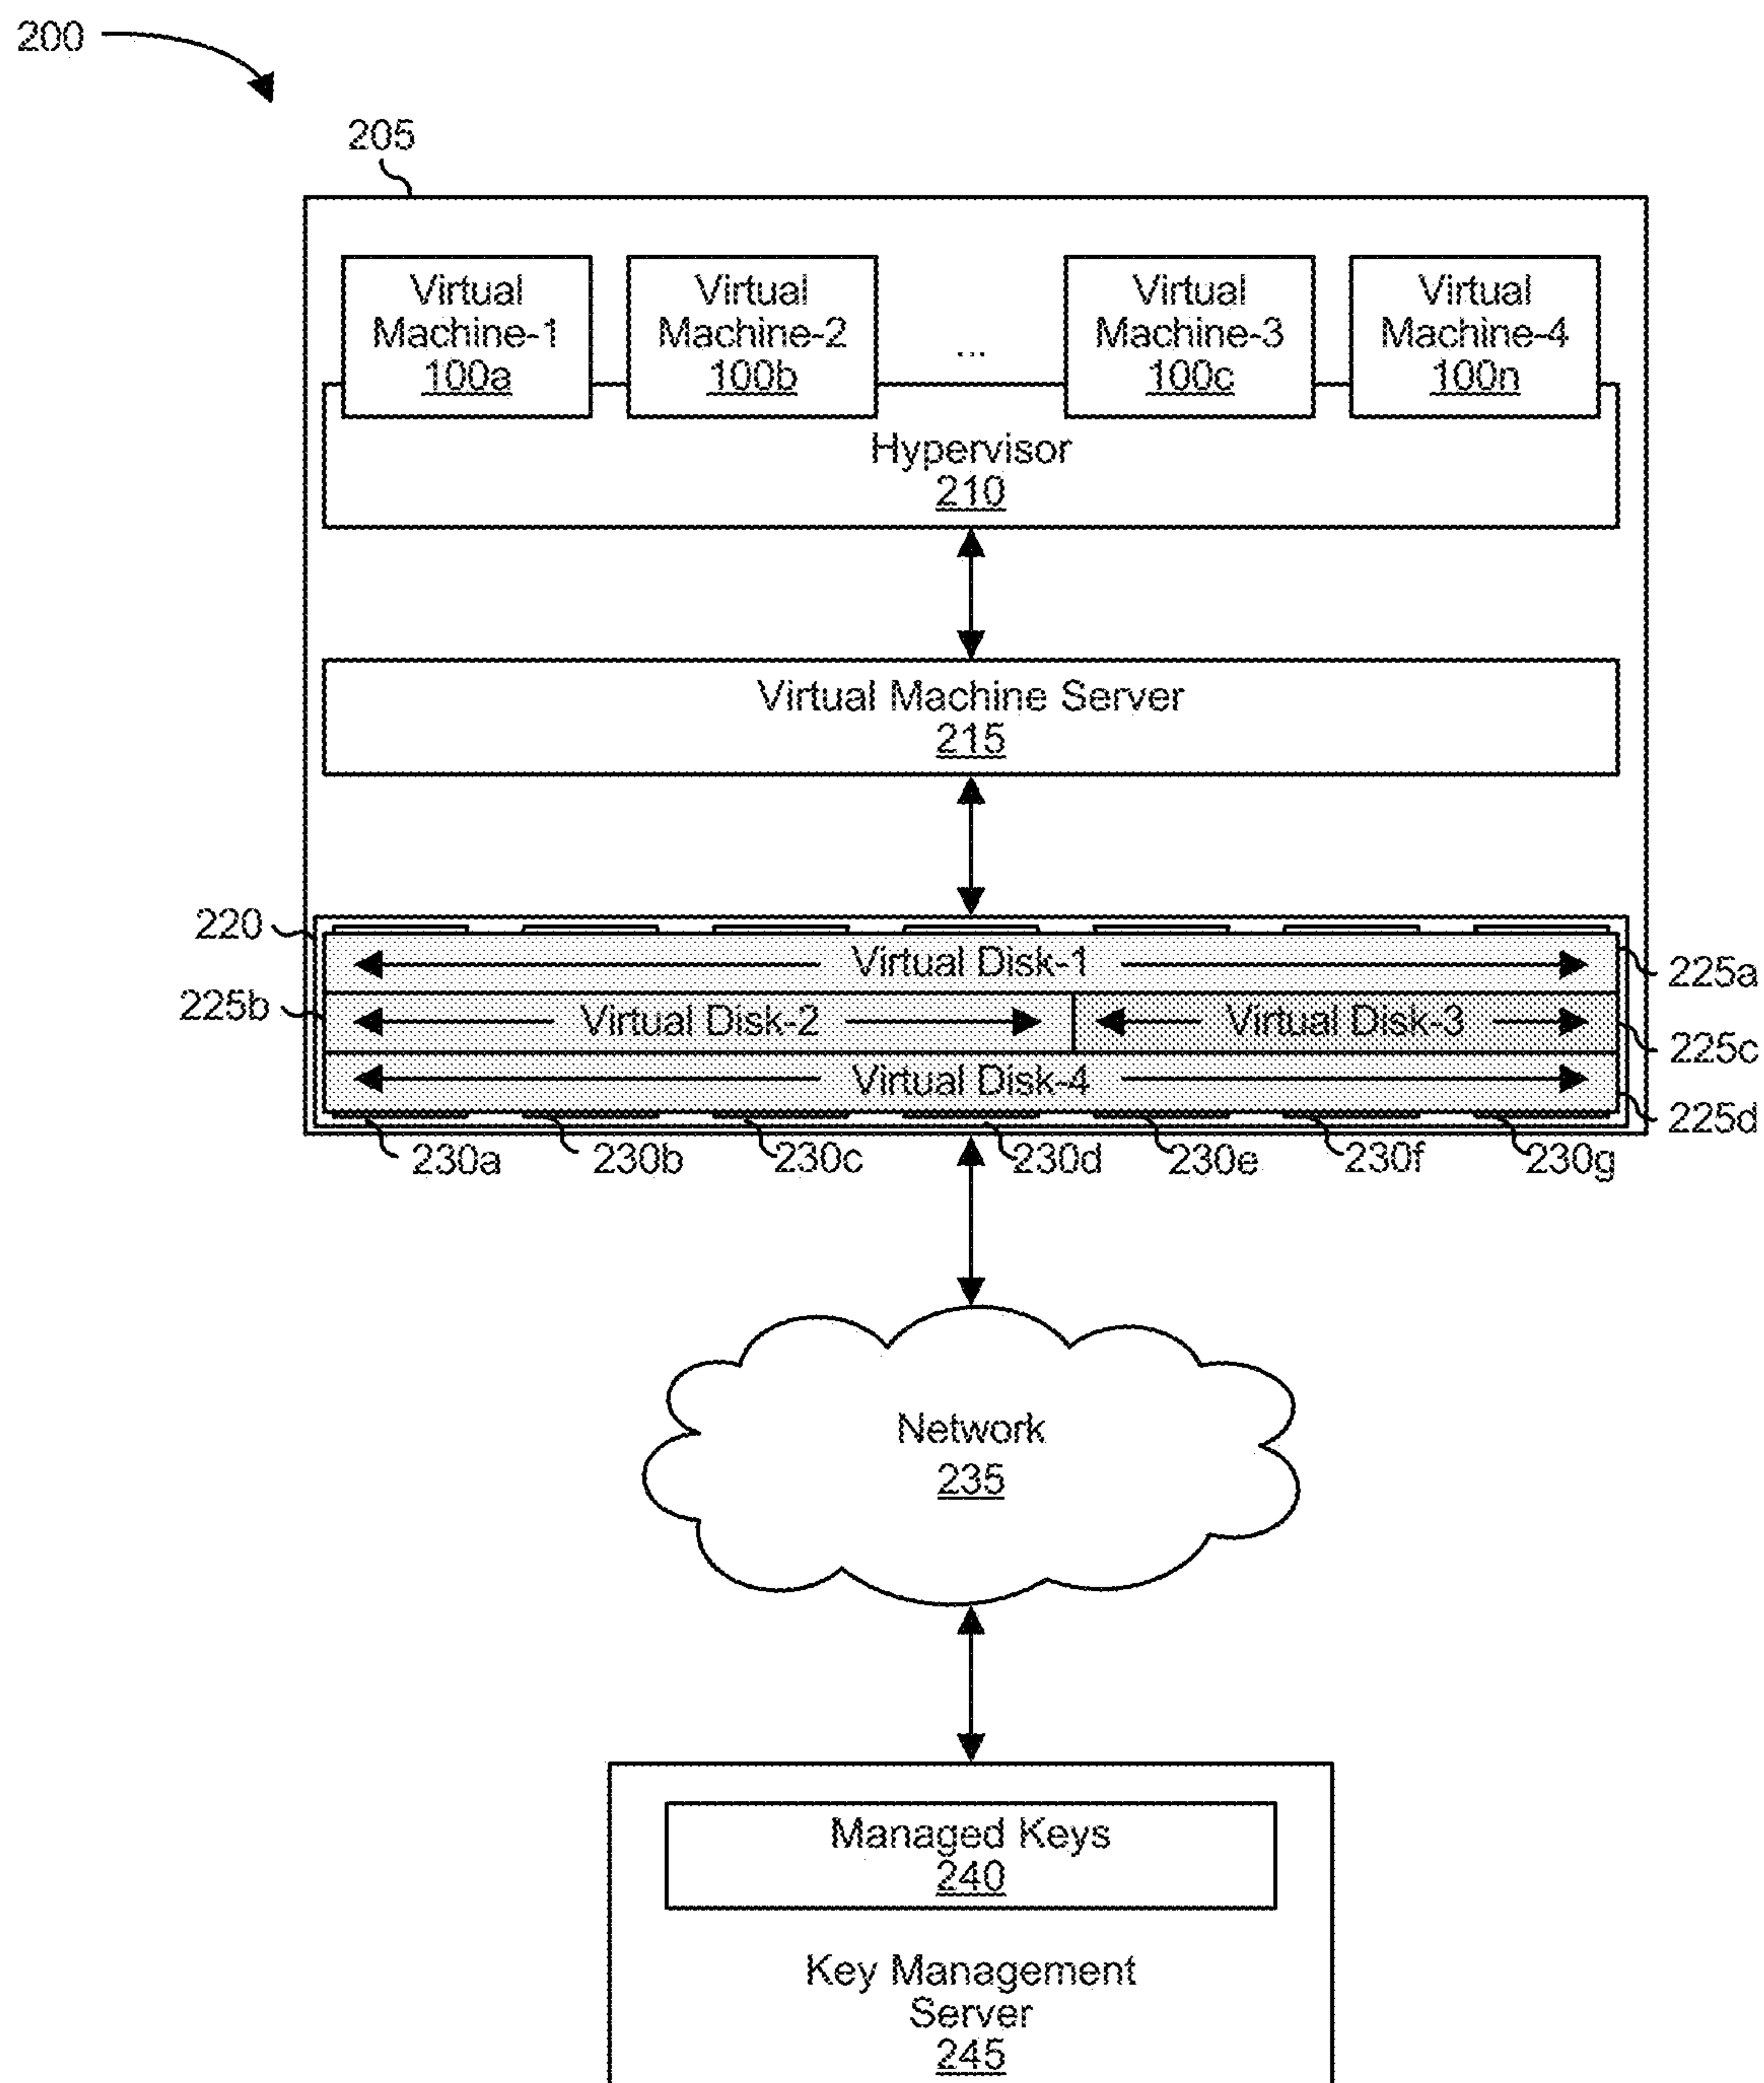 200
205
Virtual
Machine-1
100a
Virtual
Machine-2
100b
...
Virtual
Machine-3
100c
Virtual
Machine-4
100n
Hypervisor
210
Virtual Machine Server
215
220
Virtual Disk-1
225a
225b
Virtual Disk-2
Virtual Disk-3
225c
Virtual Disk-4
225d
230a 230b 230c 230d 230e 230f 230g
Network
235
Managed Keys
240
Key Management
Server
245